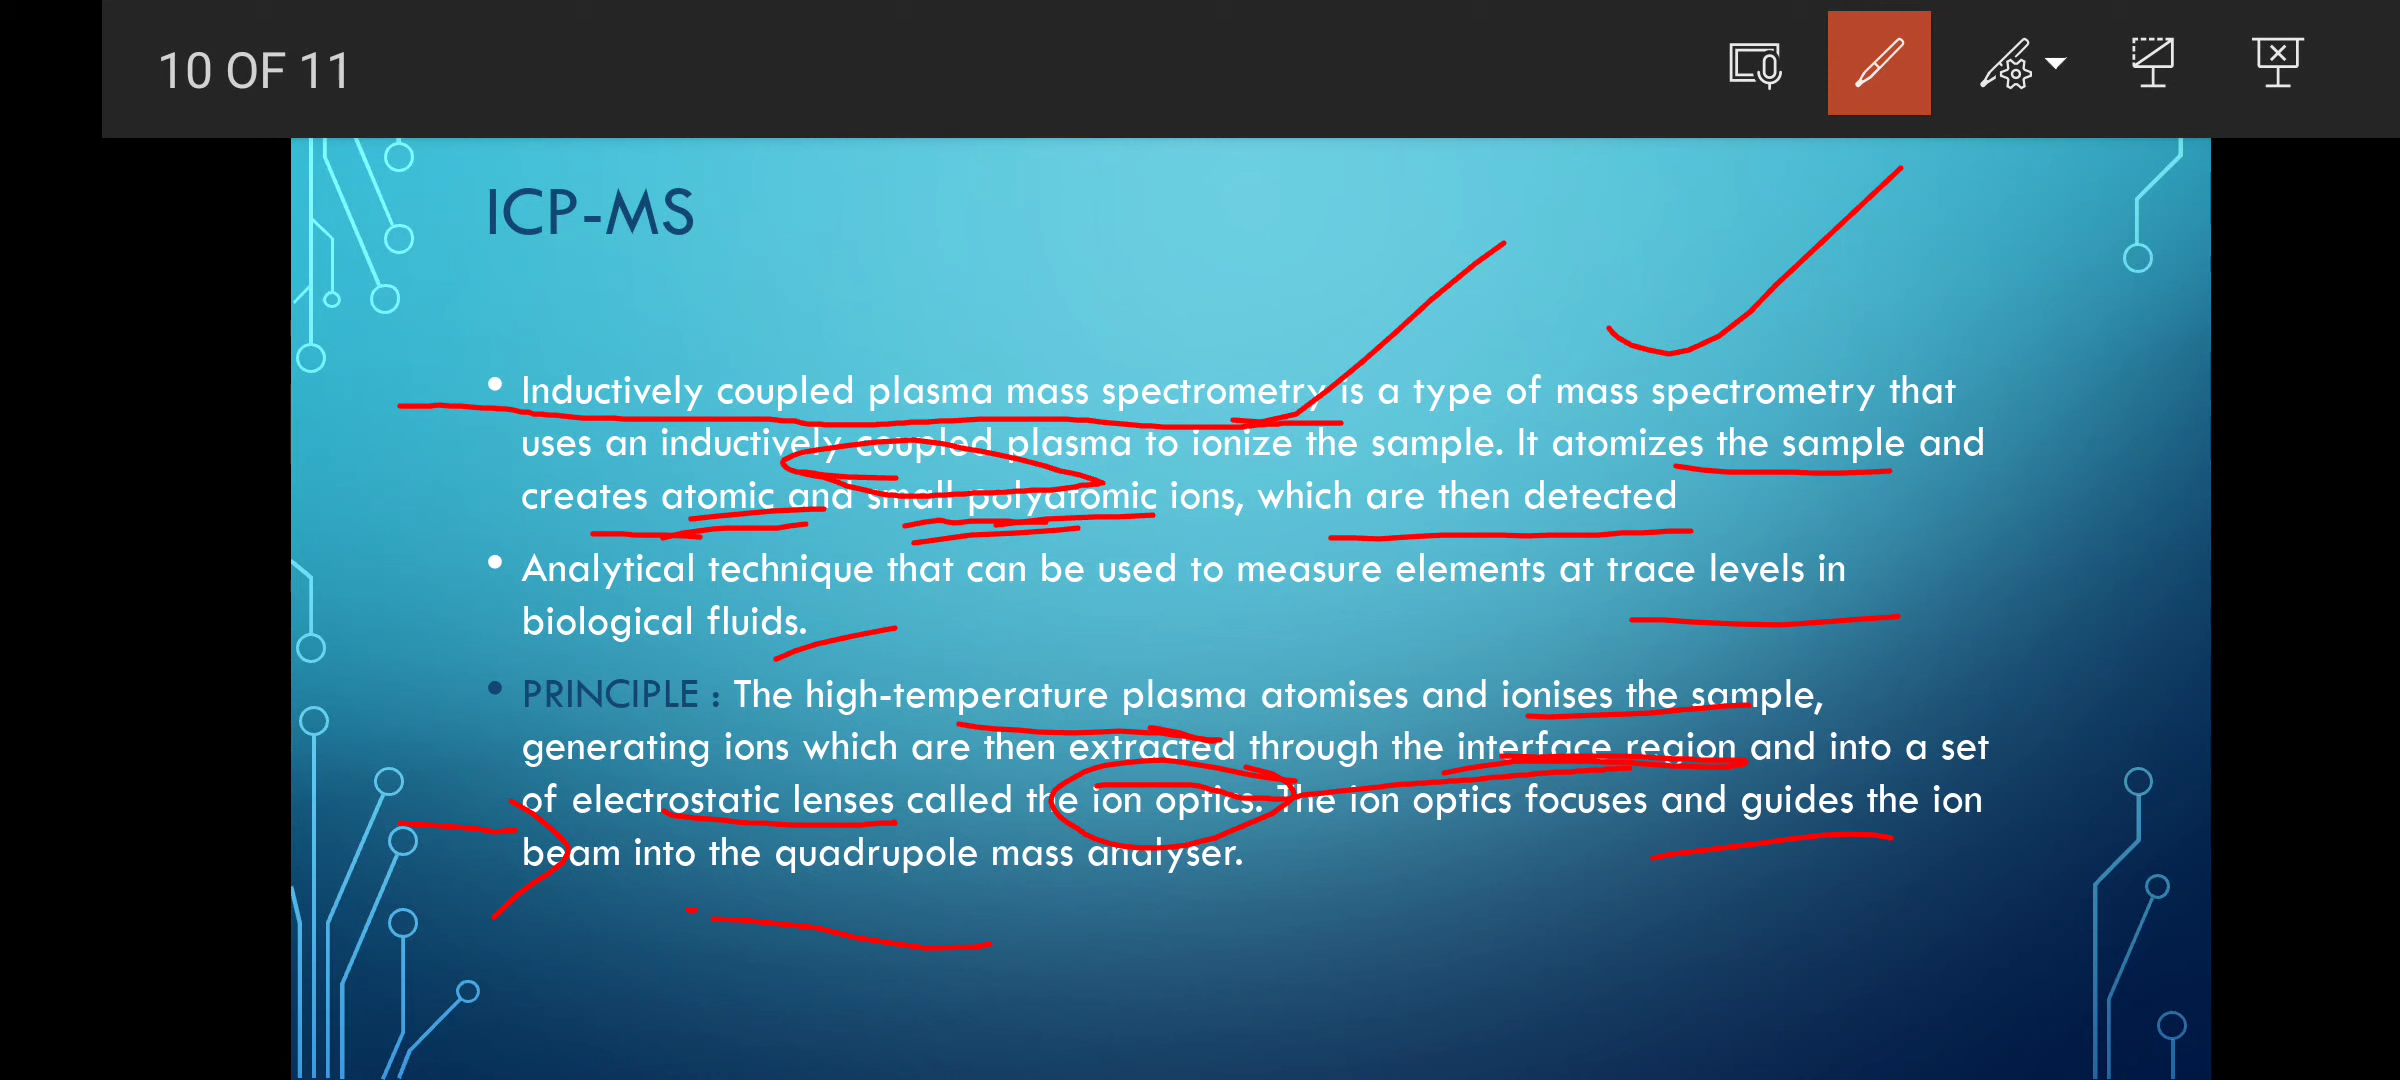 10 OF 11
ICP-MS
• Inductively coupled plasma mass spectrometry is a type of mass spectrometry that
uses an inductively coupled plasma to ionize the sample. It atomizes the sample and
creates atomic and small polyatomic ions, which are then detected
• Analytical technique that can be used to measure elements at trace levels in
biological fluids.
• PRINCIPLE : The high-temperature plasma atomises and ionises the sample,
generating ions which are then extracted through the interface region and into a set
of electrostatic lenses called the ion optics. The ion optics focuses and guides the ion
beam into the quadrupole mass analyser.